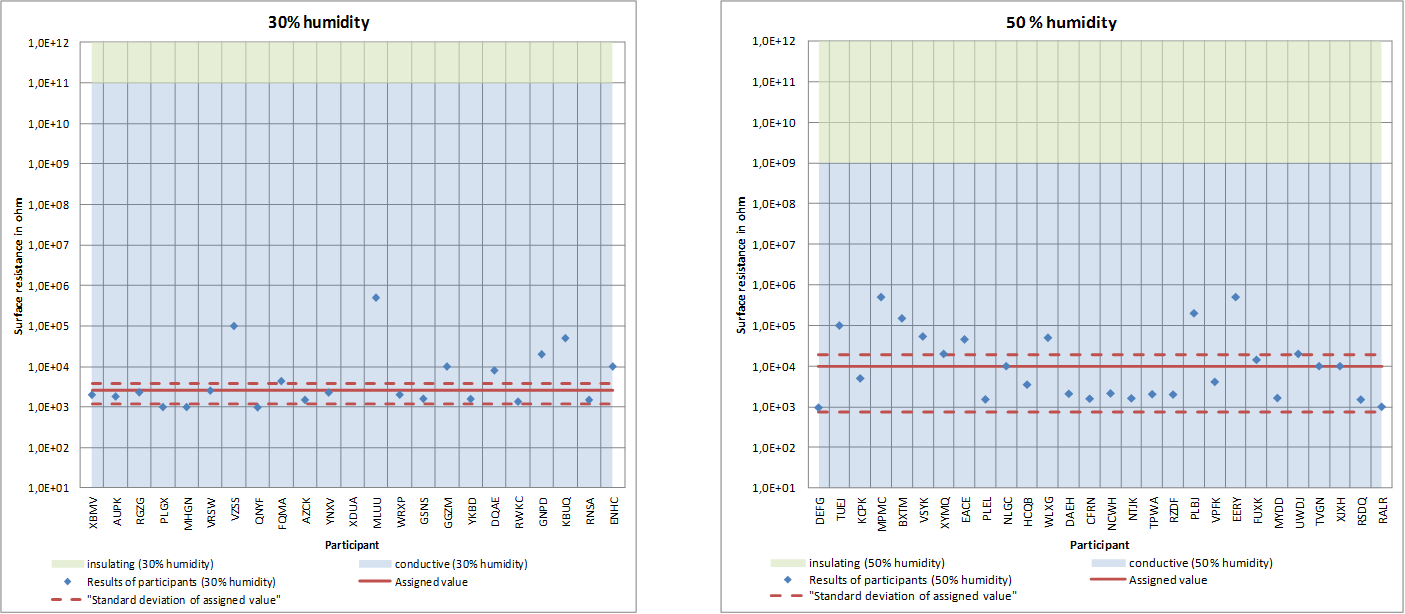 30% humidity
1,0E+12
1,0E+11
1,0E+10
1,0E+09
1,0E+08
1,0E+07
1,0E+06
1,0E+05
1,0E+04
1,0E+03
1,0E+02
1,0E+01
Surface resistance in ohm
XBMV
AUPK
RGZG
PLGX
MHGN
VRSW
VZSS
QNYF
FQMA
AZCK
YNXV
XDUA
MLUU
WRXP
GSNS
GGZM
YKBD
DQAE
RWKC
GNPD
KBUQ
RNSA
ENHC
Participant
insulating (30% humidity)
conductive (30% humidity)
Results of participants (30% humidity)
Assigned value
"Standard deviation of assigned value"
50 % humidity
1,0E+12
1,0E+11
1,0E+10
1,0E+09
1,0E+08
1,0E+07
1,0E+06
1,0E+05
1,0E+04
1,0E+03
1,0E+02
1,0E+01
Surface resistance in ohm
DEFG
TUEJ
KCPK
MPMC
BXTM
VSYK
XYMQ
EACE
PLEL
NLGC
HCQB
WLXG
DAEH
CFRN
NCWH
NTJK
TPWA
RZDF
PLBJ
VPFK
EERY
FUXK
MYDD
UWDJ
TVGN
XJXH
RSDQ
RALR
Participant
insulating (50% humidity)
conductive (50% humidity)
Results of participants (50% humidity)
Assigned value
"Standard deviation of assigned value"